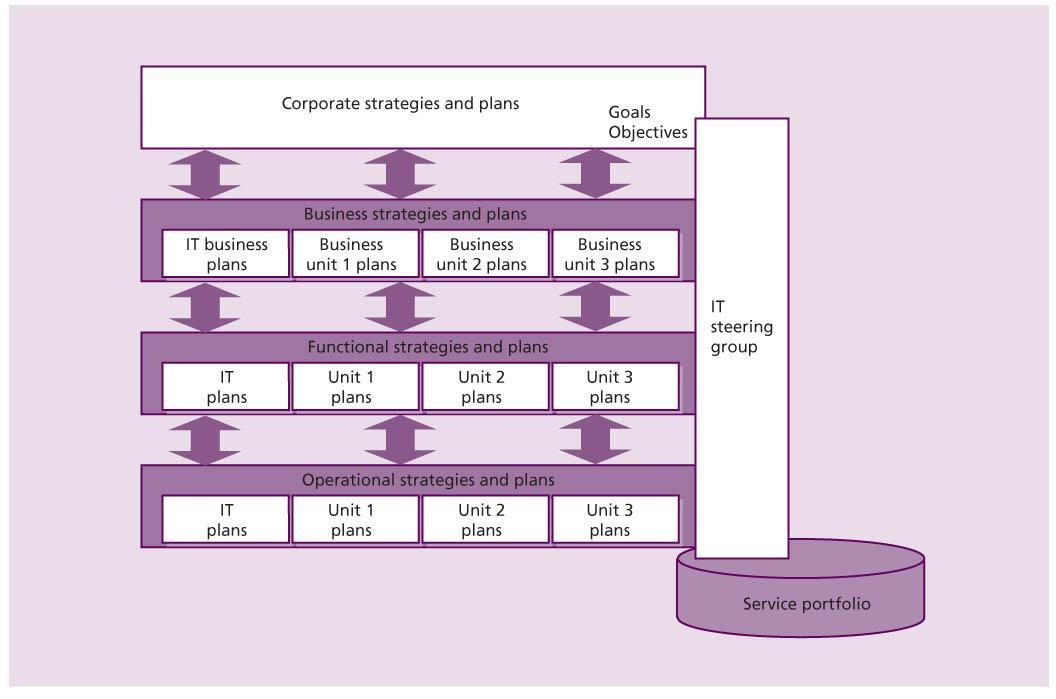 Corporate strategies and plans
Goals
Objectives
Business strategies and plans
IT business
plans
Business
unit 1 plans
Business
unit 2 plans
Business
unit 3 plans
Functional strategies and plans
IT
plans
Unit 1
plans
Unit 2
plans
Unit 3
plans
Operational strategies and plans
IT
plans
Unit 1
plans
Unit 2
plans
Unit 3
plans
IT
steering
group
Service portfolio